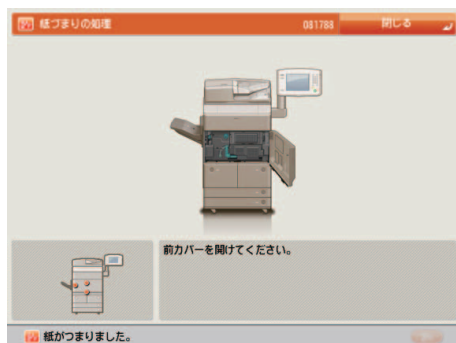 紙づまりの処理
081788
閉じる
前カバーを開けてください。
紙がつまりました。